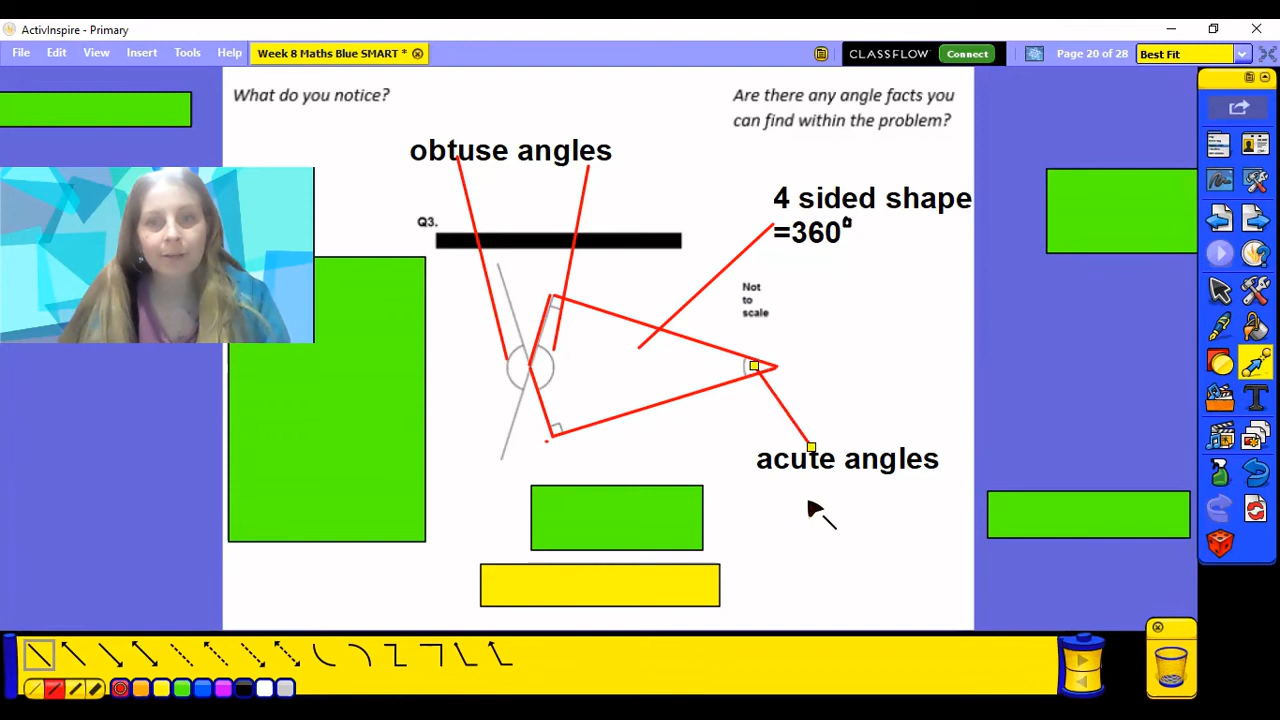 ActivInspire - Primary
File Edit View Insert Tools Help
Week 8 Maths Blue SMART *
CLASSFLOW Connect
Page 20 of 28
Best Fit
What do you notice?
Are there any angle facts you
can find within the problem?
obtuse angles
4 sided shape
=360°
Q3.
Not
to
scale
acute angles